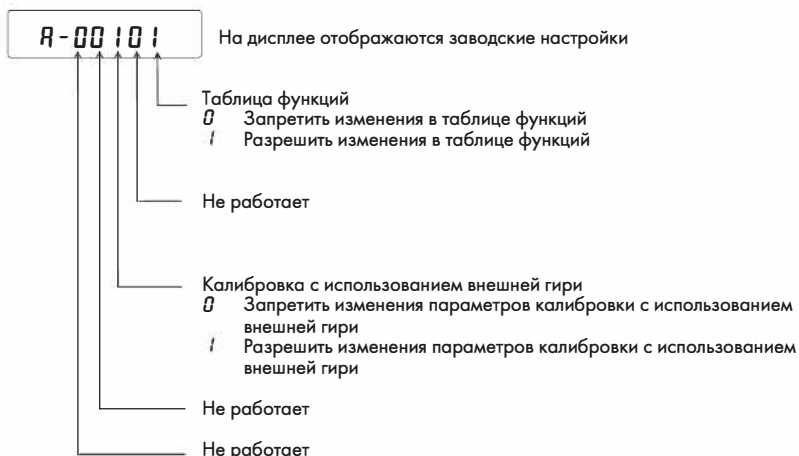 A-00101
На дисплее отображаются заводские настройки
Таблица функций
0 Запретить изменения в таблице функций
1 Разрешить изменения в таблице функций
Не работает
Калибровка с использованием внешней гири
0 Запретить изменения параметров калибровки с использованием
внешней гири
1 Разрешить изменения параметров калибровки с использованием
внешней гири
Не работает
Не работает